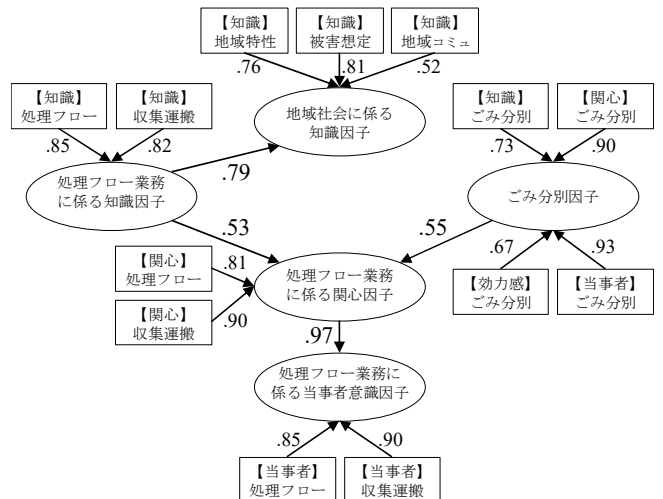 【知識】
地域特性
【知識】
被害想定
【知識】
地域コミュ
.76
.81
.52
【知識】
処理フロー
【知識】
収集運搬
地域社会に係る
知識因子
【知識】
ごみ分別
【関心】
ごみ分別
.85
.82
.73
.90
.79
処理フロー業務
に係る知識因子
ごみ分別因子
.53
.55
【関心】
処理フロー
.81
処理フロー業務
に係る関心因子
.67
.93
【効力感】
ごみ分別
【当事者】
ごみ分別
【関心】
収集運搬
.90
.97
処理フロー業務に
係る当事者意識因子
.85
.90
【当事者】
処理フロー
【当事者】
収集運搬